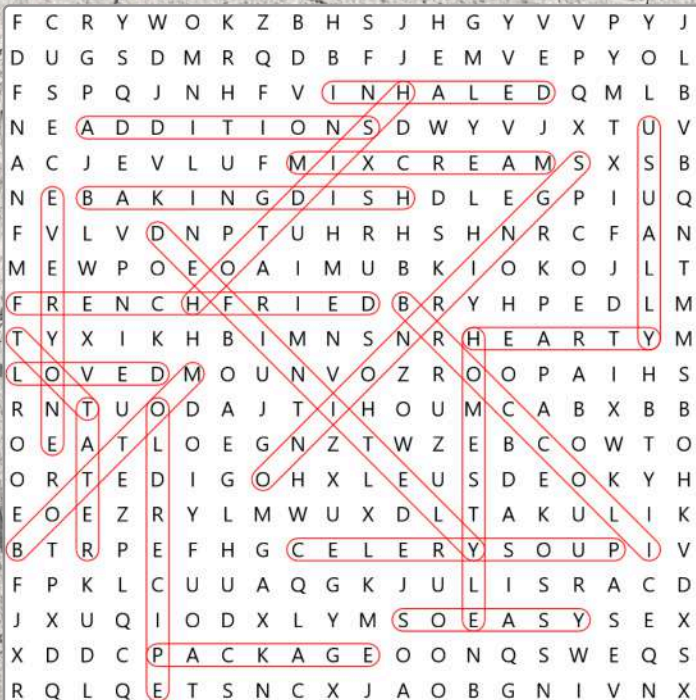 F C R Y W O K Z B H S J H G Y V V P Y J
D U G S D M R Q D B F J E M V E P Y O L
F S P Q J N H F V I N H A L E D Q M L B
N E A D D I T I O N S D W Y V J X T U V
A C J E V L U F M I X C R E A M S X S B
N E B A K I N G D I S H D L E G P I U Q
F V L V D N P T U H R H S H N R C F A N
M E W P O E O A I M U B K I O K O J L T
F R E N C H F R I E D B R Y H P E D L M
T Y X I K H B I M N S N R H E A R T Y M
L O V E D M O U N V O Z R O O P A I H S
R N T U O D A J T I H O U M C A B X B B
O E A T L O E G N Z T W Z E B C O W T O
O R T E D I G O H X L E U S D E O K Y H
E O E Z R Y L M W U X D L T A K U L I K
B T R P E F H G C E L E R Y S O U P I V
F P K L C U U A Q G K J U L I S R A C D
J X U Q I O D X L Y M S O E A S Y S E X
X D D C P A C K A G E O O N Q S W E Q S
R Q L Q E T S N C X J A O B G N I V N X